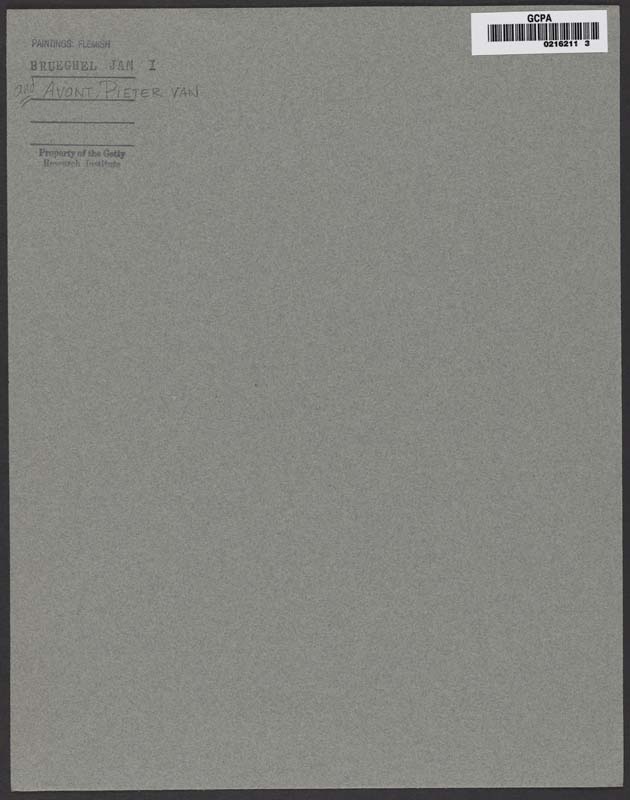 GCPA
0216211 3
PAINTINGS: FLEMISH
BRUEGHEL JAN I
and AVONT, PIETER VAN
Property of the Getty
Research Institute